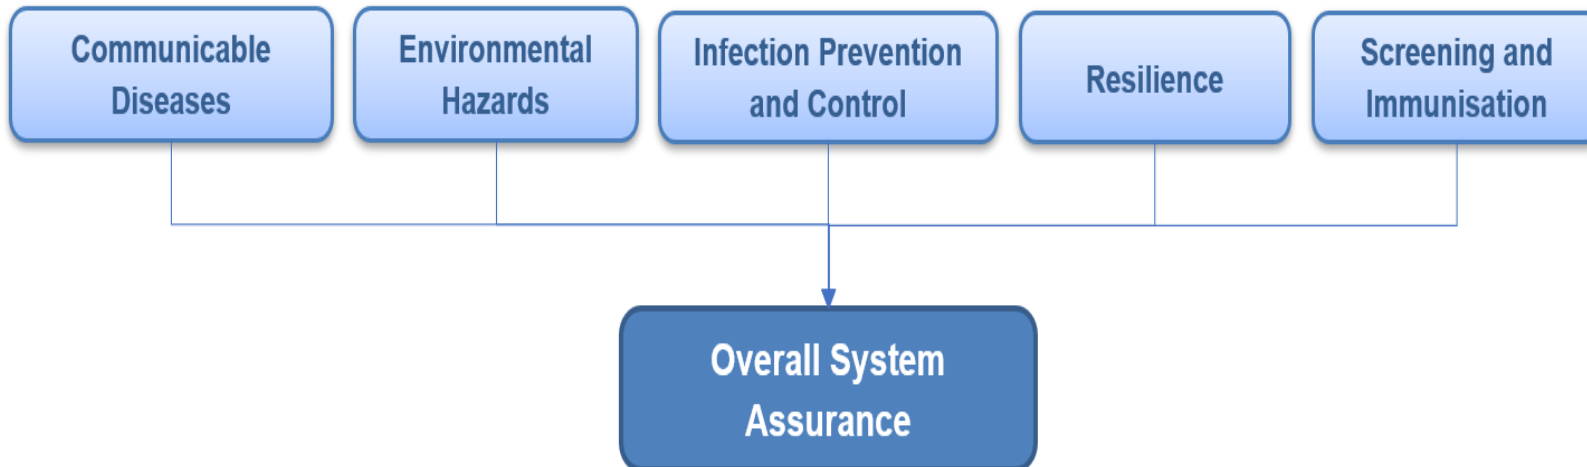 Communicable
Diseases
Environmental
Hazards
Infection Prevention
and Control
Resilience
Screening and
Immunisation
Overall System
Assurance